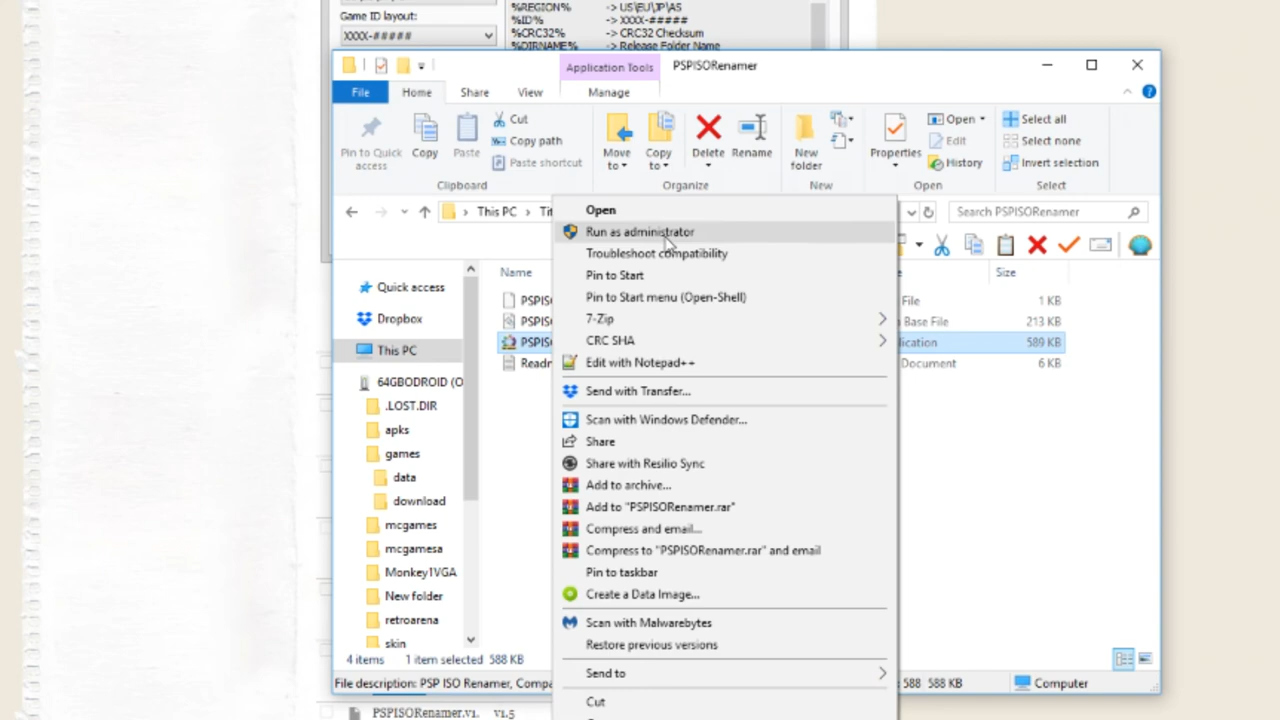 Game ID layout:
XXXX-#####
%REGION% -> US\EU\JP\AS
%ID% -> XXXX-#####
%CRC32% -> CRC32 Checksum
%DIRNAME% -> Release Folder Name
Application Tools
PSPISORenamer
File
Home
Share
View
Manage
Pin to Quick access
Copy
Paste
Cut
Copy path
Paste shortcut
Move to
Copy to
Delete
Rename
New folder
Properties
Open
Edit
History
Select all
Select none
Invert selection
Clipboard
Organize
New
Open
Select
This PC
Search PSPISORenamer
Name
Size
Quick access
Dropbox
This PC
64GBODROID (O
.LOST.DIR
apks
games
data
download
mcgames
mcgamesa
Monkey1VGA
New folder
retroarena
skin
File
1 KB
Base File
213 KB
589 KB
Document
6 KB
Open
Run as administrator
Troubleshoot compatibility
Pin to Start
Pin to Start menu (Open-Shell)
7-Zip
CRC SHA
Edit with Notepad++
Send with Transfer...
Scan with Windows Defender...
Share
Share with Resilio Sync
Add to archive...
Add to "PSPISORenamer.rar"
Compress and email...
Compress to "PSPISORenamer.rar" and email
Pin to taskbar
Create a Data Image...
Scan with Malwarebytes
Restore previous versions
Send to
Cut
4 items
1 item selected 588 KB
File description: PSP ISO Renamer, Compa
588 588 KB
Computer
PSPISORenamer.v1. v1.5